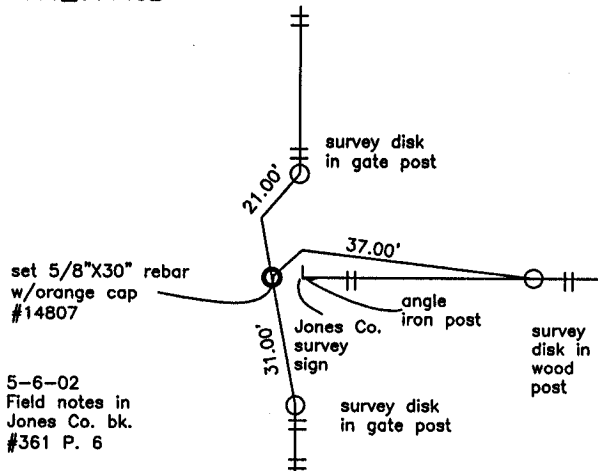 survey disk
in gate post
21.00'
37.00'
set 5/8"X30" rebar
w/orange cap
#14807
Jones Co.
survey
sign
angle
iron post
survey
disk in
wood
post
31.00'
5-6-02
Field notes in
Jones Co. bk.
#361 P. 6
survey disk
in gate post